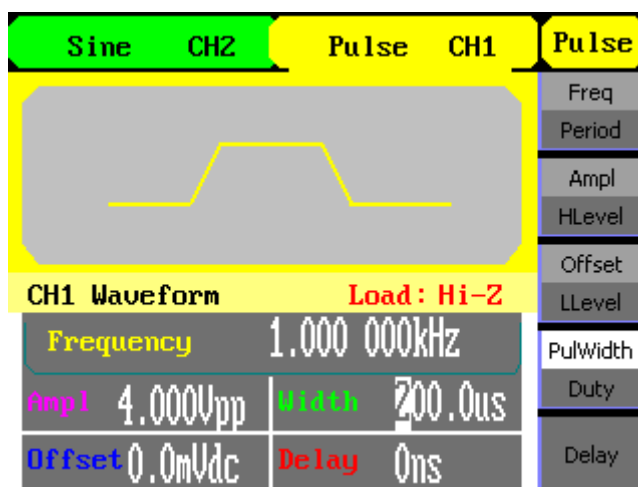 Sine CH2 Pulse CH1 Pulse
Freq
Period
Ampl
HLevel
Offset
LLevel
PulWidth
Duty
Delay
CH1 Waveform Load: Hi-Z
Frequency 1.000 000kHz
Ampl 4.000Vpp Width 200.0us
Offset 0.0mVdc Delay 0ns